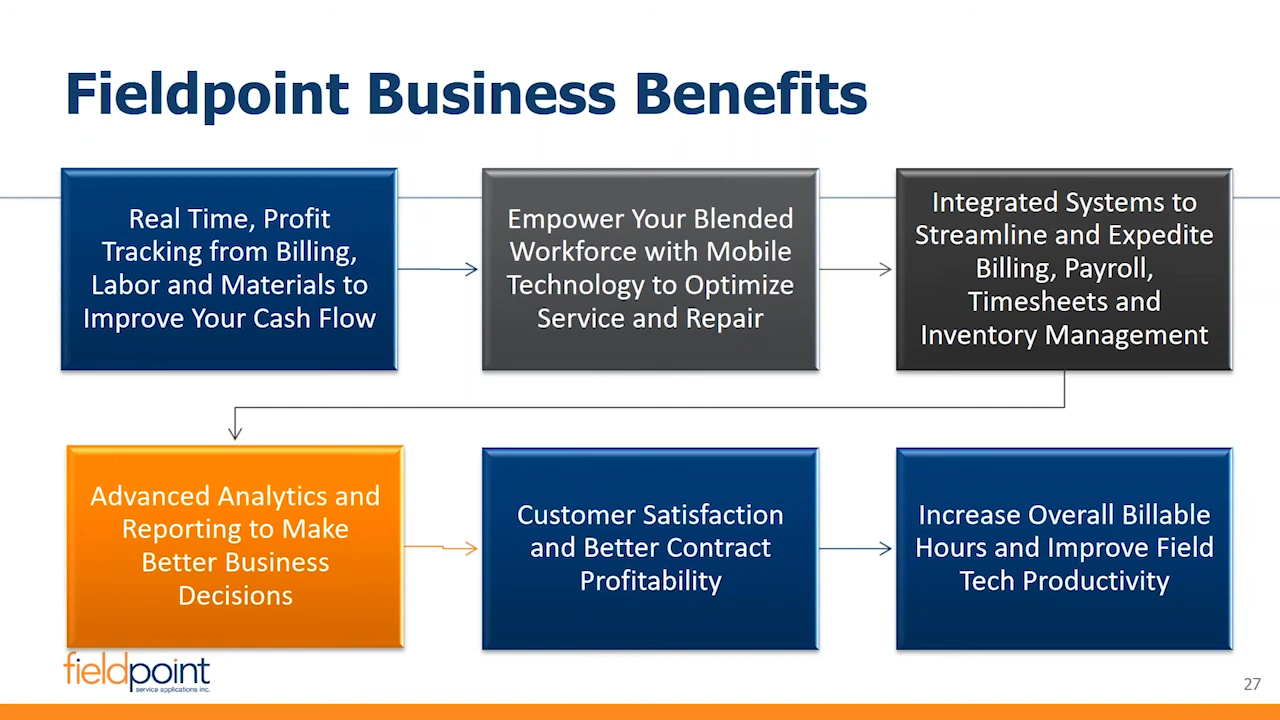 Fieldpoint Business Benefits
Real Time, Profit
Tracking from Billing,
Labor and Materials to
Improve Your Cash Flow
Empower Your Blended
Workforce with Mobile
Technology to Optimize
Service and Repair
Integrated Systems to
Streamline and Expedite
Billing, Payroll,
Timesheets and
Inventory Management
Advanced Analytics and
Reporting to Make
Better Business
Decisions
Customer Satisfaction
and Better Contract
Profitability
Increase Overall Billable
Hours and Improve Field
Tech Productivity
fieldpoint
service applications inc.
27